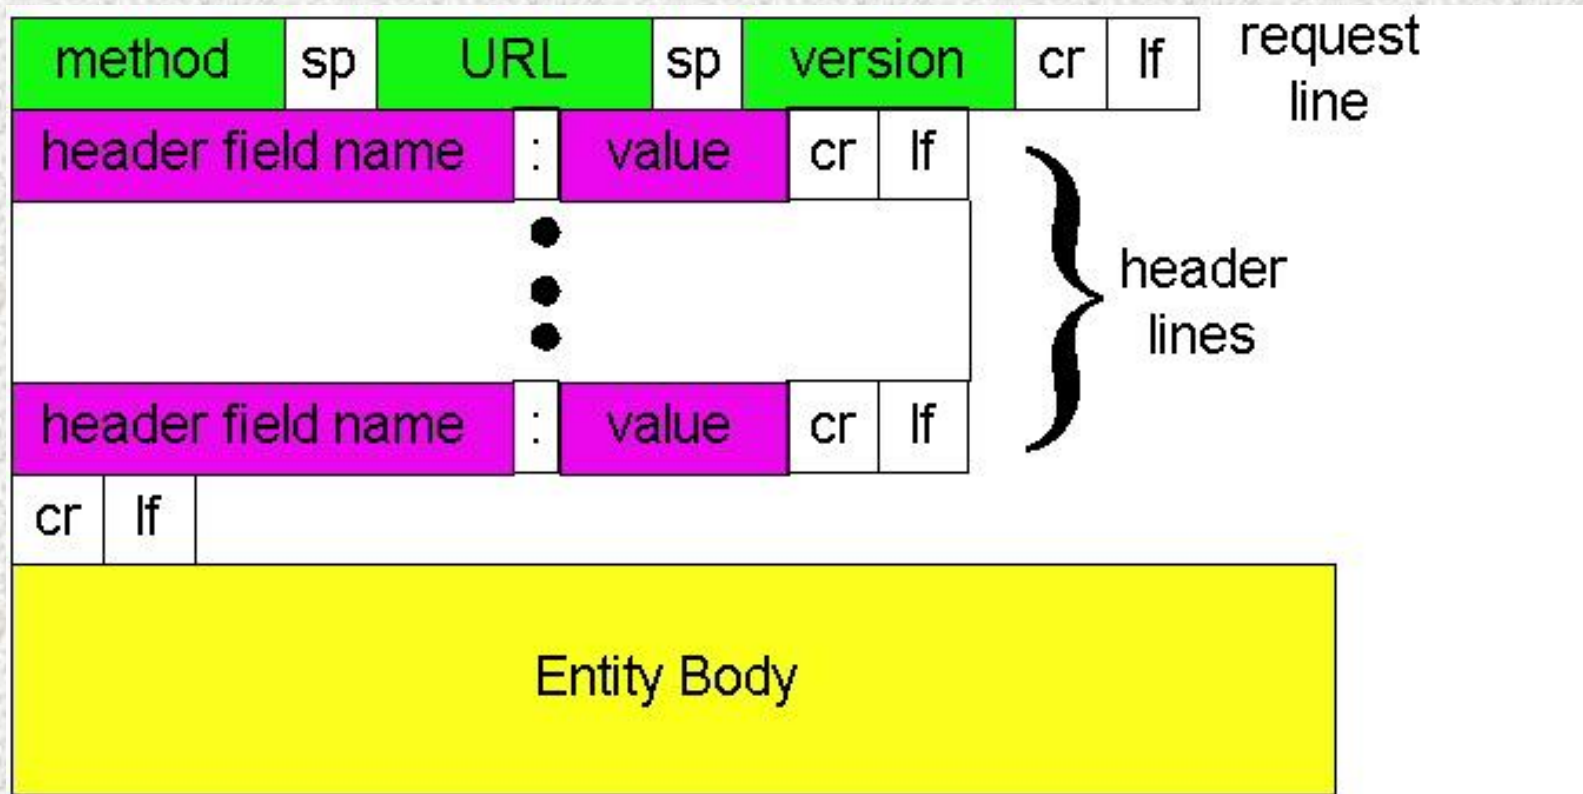 method sp URL sp version cr lf
request
line
header field name : value cr lf
header
lines
header field name : value cr lf
cr lf
Entity Body